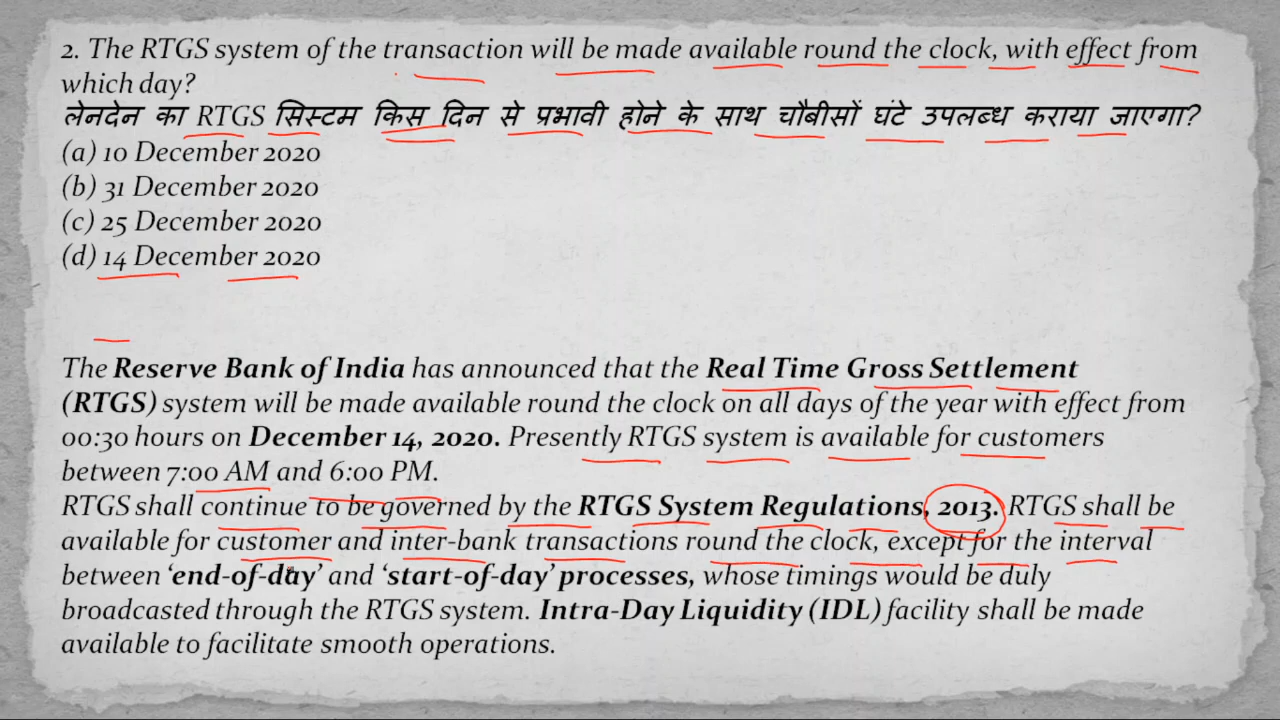 2. The RTGS system of the transaction will be made available round the clock, with effect from
which day?
लेनदेन का RTGS सिस्टम किस दिन से प्रभावी होने के साथ चौबीसों घंटे उपलब्ध कराया जाएगा?
(a) 10 December 2020
(b) 31 December 2020
(c) 25 December 2020
(d) 14 December 2020
The Reserve Bank of India has announced that the Real Time Gross Settlement
(RTGS) system will be made available round the clock on all days of the year with effect from
00:30 hours on December 14, 2020. Presently RTGS system is available for customers
between 7:00 AM and 6:00 PM.
RTGS shall continue to be governed by the RTGS System Regulations, 2013. RTGS shall be
available for customer and inter-bank transactions round the clock, except for the interval
between ‘end-of-day’ and ‘start-of-day’ processes, whose timings would be duly
broadcasted through the RTGS system. Intra-Day Liquidity (IDL) facility shall be made
available to facilitate smooth operations.